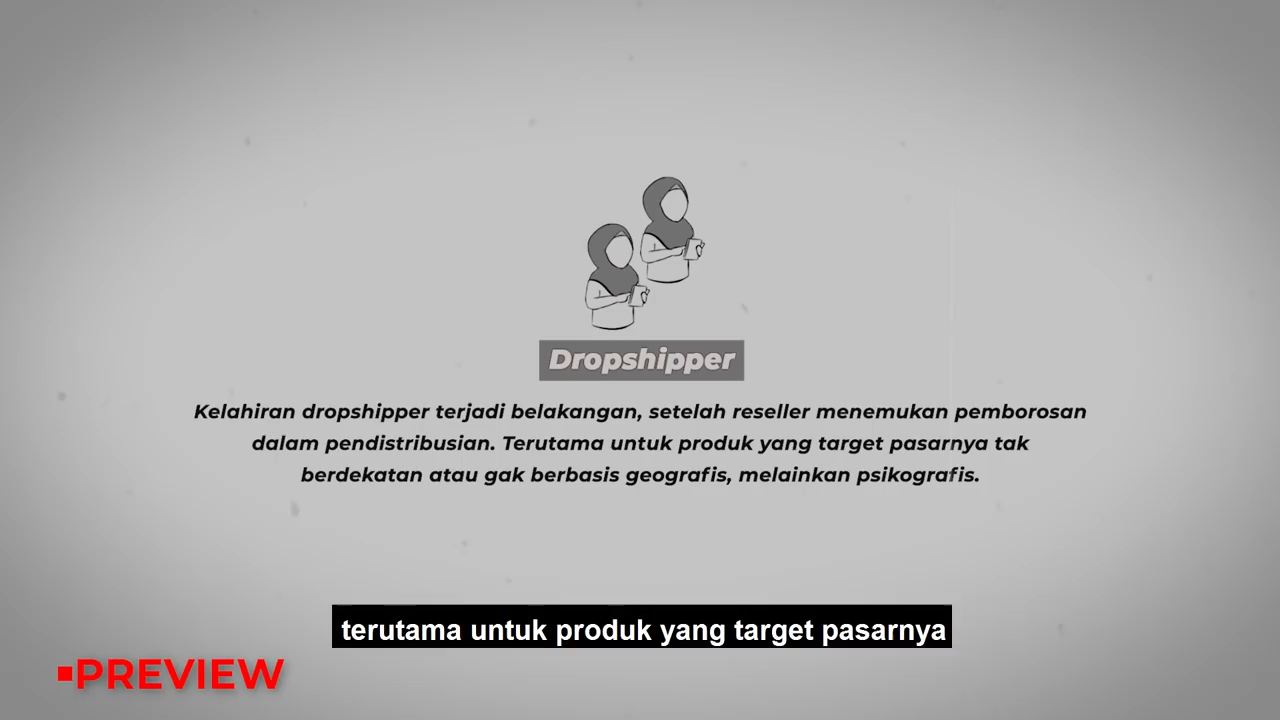 Dropshipper
Kelahiran dropshipper terjadi belakangan, setelah reseller menemukan pemborosan
dalam pendistribusian. Terutama untuk produk yang target pasarnya tak
berdekatan atau gak berbasis geografis, melainkan psikografis.
terutama untuk produk yang target pasarnya
PREVIEW